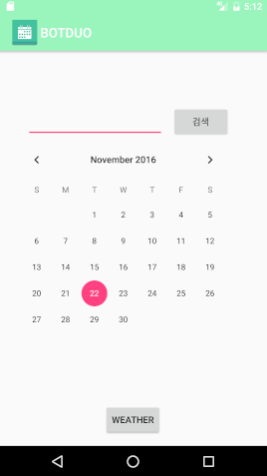 5:12
BOTDUO
검색
November 2016
S M T W T F S
1 2 3 4 5
6 7 8 9 10 11 12
13 14 15 16 17 18 19
20 21 22 23 24 25 26
27 28 29 30
WEATHER